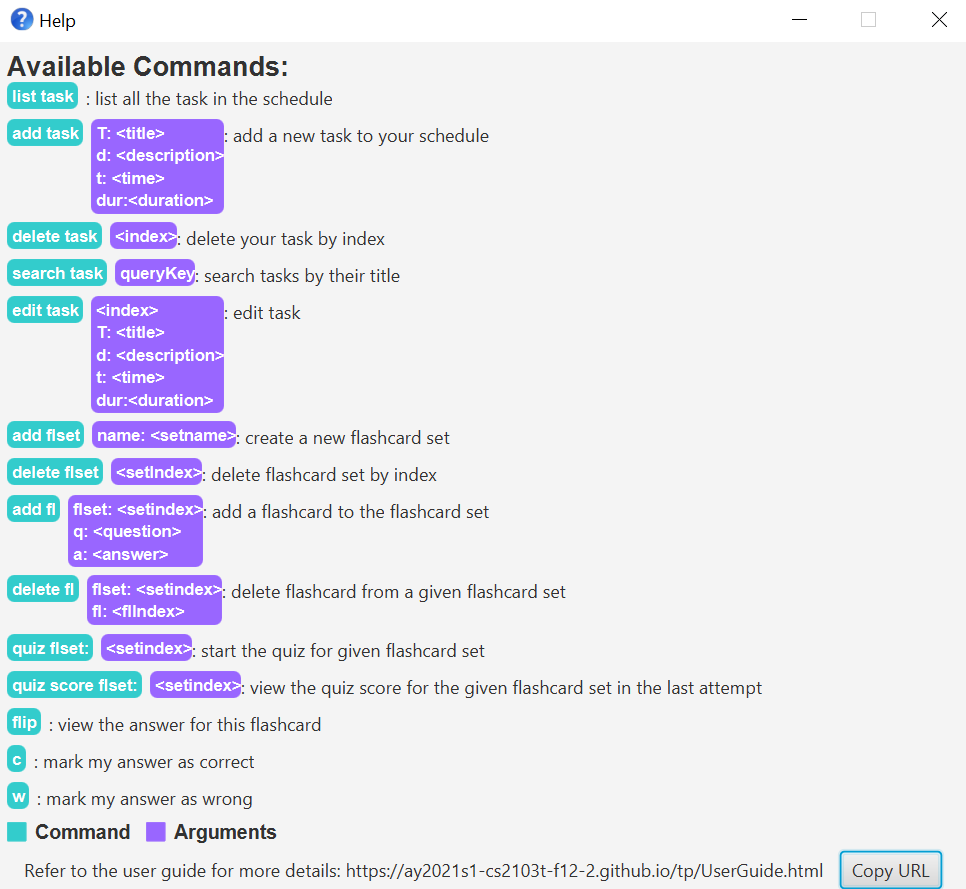 Help
Available Commands:
list task : list all the task in the schedule
add task T: <title> : add a new task to your schedule
d: <description>
t: <time>
dur:<duration>
delete task <index> : delete your task by index
search task queryKey : search tasks by their title
edit task <index> : edit task
T: <title>
d: <description>
t: <time>
dur:<duration>
add flset name: <setname> : create a new flashcard set
delete flset <setIndex> : delete flashcard set by index
add fl flset: <setindex> : add a flashcard to the flashcard set
q: <question>
a: <answer>
delete fl flset: <setindex> : delete flashcard from a given flashcard set
fl: <flIndex>
quiz flset: <setindex> : start the quiz for given flashcard set
quiz score flset: <setindex> : view the quiz score for the given flashcard set in the last attempt
flip : view the answer for this flashcard
c : mark my answer as correct
w : mark my answer as wrong
Command Arguments
Refer to the user guide for more details: https://ay2021s1-cs2103t-f12-2.github.io/tp/UserGuide.html Copy URL